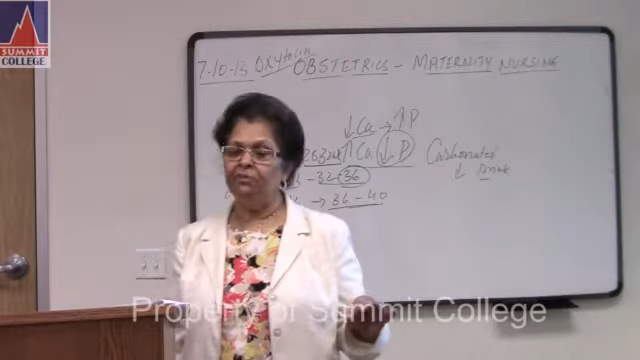 SUMMIT
COLLEGE
7-10-13 Oxytocin OBSTETRICS - MATERNITY NURSING
↓ Ca → ↑ P
↑ Ca ↓ P Carbonated
- 32 - 36 ↓
→ 36 - 40
Property of Summit College